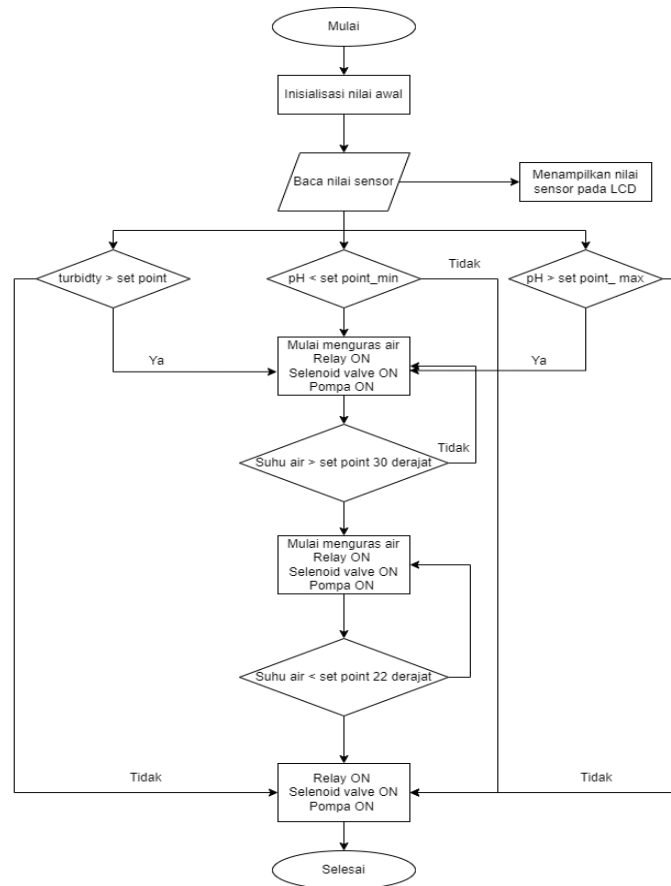 Mulai
Inisialisasi nilai awal
Baca nilai sensor
Menampilkan nilai
sensor pada LCD
turbidty > set point
pH < set point_min
Tidak
pH > set point_ max
Mulai menguras air
Relay ON
Selenoid valve ON
Pompa ON
Ya
Ya
Suhu air > set point 30 derajat
Tidak
Mulai menguras air
Relay ON
Selenoid valve ON
Pompa ON
Suhu air < set point 22 derajat
Tidak
Relay ON
Selenoid valve ON
Pompa ON
Tidak
Selesai